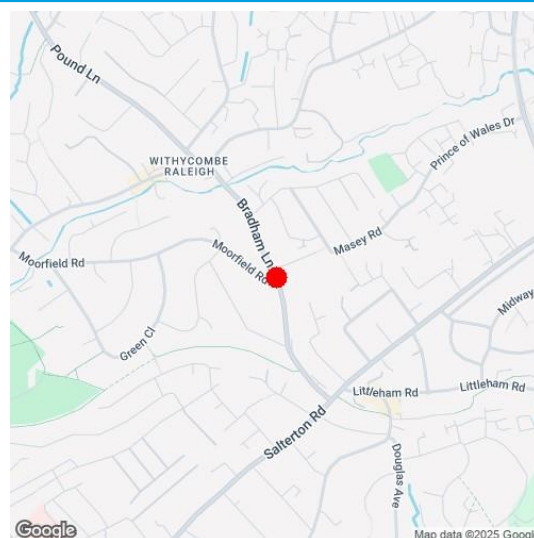 Pound Ln
WITHYCOMBE
RALEIGH
Prince of Wales Dr
Bradham Ln
Masey Rd
Moorfield Rd
Moorfield Rd
Midway
Green Cl
Littleham Rd
Littleham Rd
Salterton Rd
Douglas Ave
Google
Map data ©2025 Google